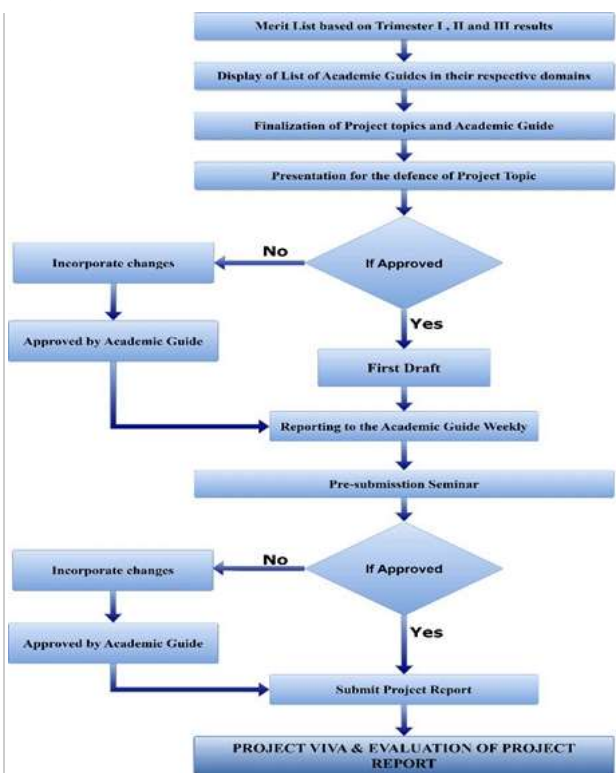 Merit List based on Trimester I , II and III results
Display of List of Academic Guides in their respective domains
Finalization of Project topics and Academic Guide
Presentation for the defence of Project Topic
If Approved
No
Incorporate changes
Approved by Academic Guide
Yes
First Draft
Reporting to the Academic Guide Weekly
Pre-submisstion Seminar
If Approved
No
Incorporate changes
Approved by Academic Guide
Yes
Submit Project Report
PROJECT VIVA & EVALUATION OF PROJECT
REPORT